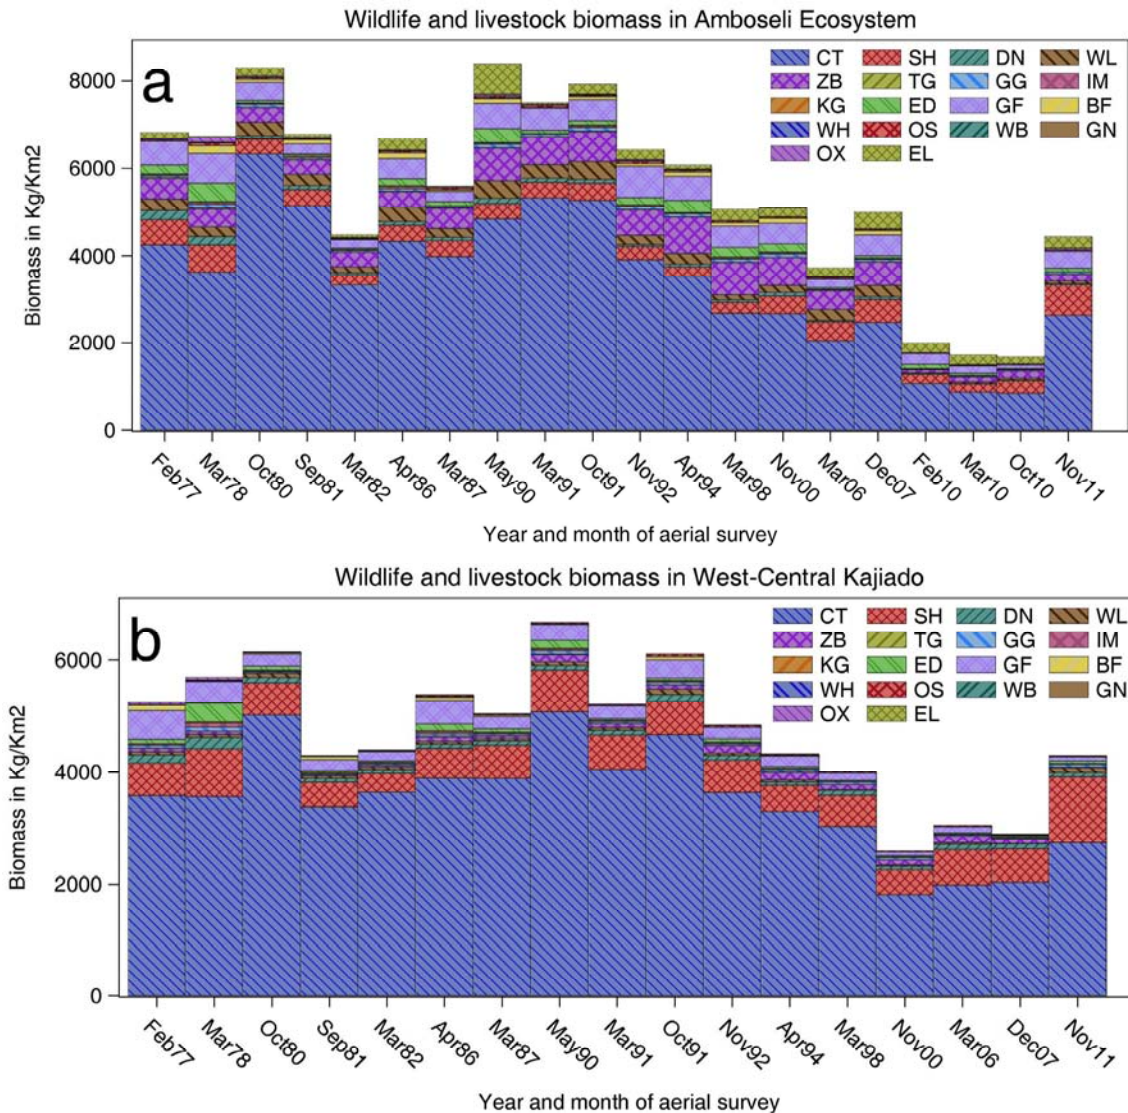 Wildlife and livestock biomass in Amboseli Ecosystem
a
CT SH DN WL
ZB TG GG IM
KG ED GF BF
WH OS WB GN
OX EL
8000
6000
4000
2000
0
Biomass in Kg/Km2
Feb77 Mar78 Oct80 Sep81 Mar82 Apr86 Mar87 May90 Mar91 Oct91 Nov92 Apr94 Mar98 Nov00 Mar06 Dec07 Feb10 Mar10 Oct10 Nov11
Year and month of aerial survey
Wildlife and livestock biomass in West-Central Kajiado
b
CT SH DN WL
ZB TG GG IM
KG ED GF BF
WH OS WB GN
OX EL
6000
4000
2000
0
Biomass in Kg/Km2
Feb77 Mar78 Oct80 Sep81 Mar82 Apr86 Mar87 May90 Mar91 Oct91 Nov92 Apr94 Mar98 Nov00 Mar06 Dec07 Nov11
Year and month of aerial survey